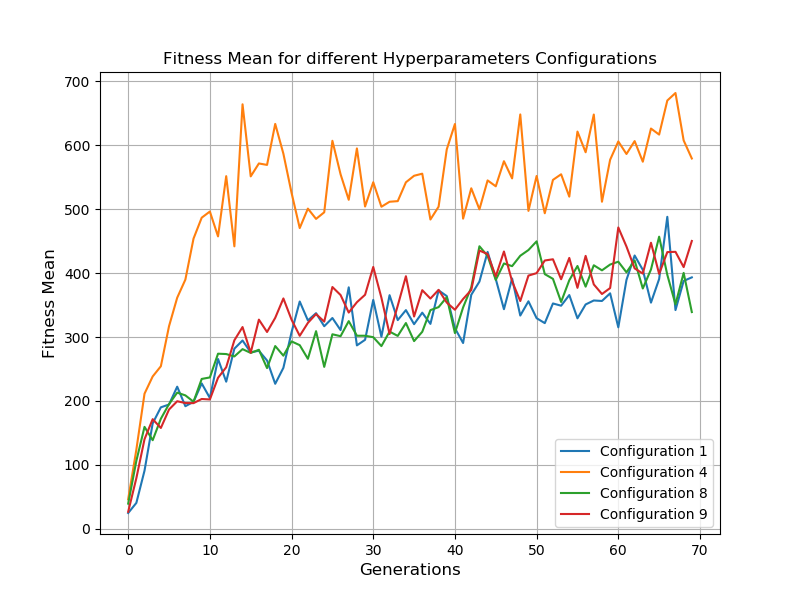 Fitness Mean for different Hyperparameters Configurations
700
600
500
400
300
200
100
0
Fitness Mean
0 10 20 30 40 50 60 70
Generations
Configuration 1
Configuration 4
Configuration 8
Configuration 9